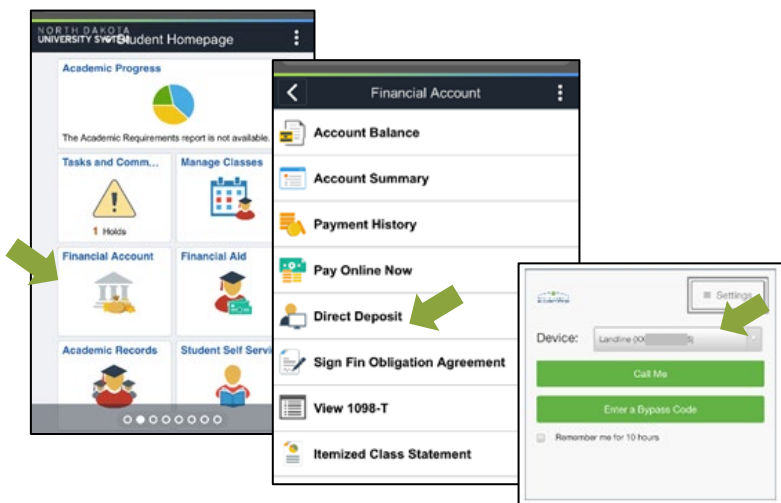 NORTH DAKOTA
UNIVERSITY SYSTEM
Student Homepage
Academic Progress
The Academic Requirements report is not available.
Tasks and Comm...
Manage Classes
1 Holds
Financial Account
Financial Aid
Academic Records
Student Self Servi
Financial Account
Account Balance
Account Summary
Payment History
Pay Online Now
Direct Deposit
Sign Fin Obligation Agreement
View 1098-T
Itemized Class Statement
Settings
Device:
Landline (XX
Call Me
Enter a Bypass Code
Remember me for 10 hours